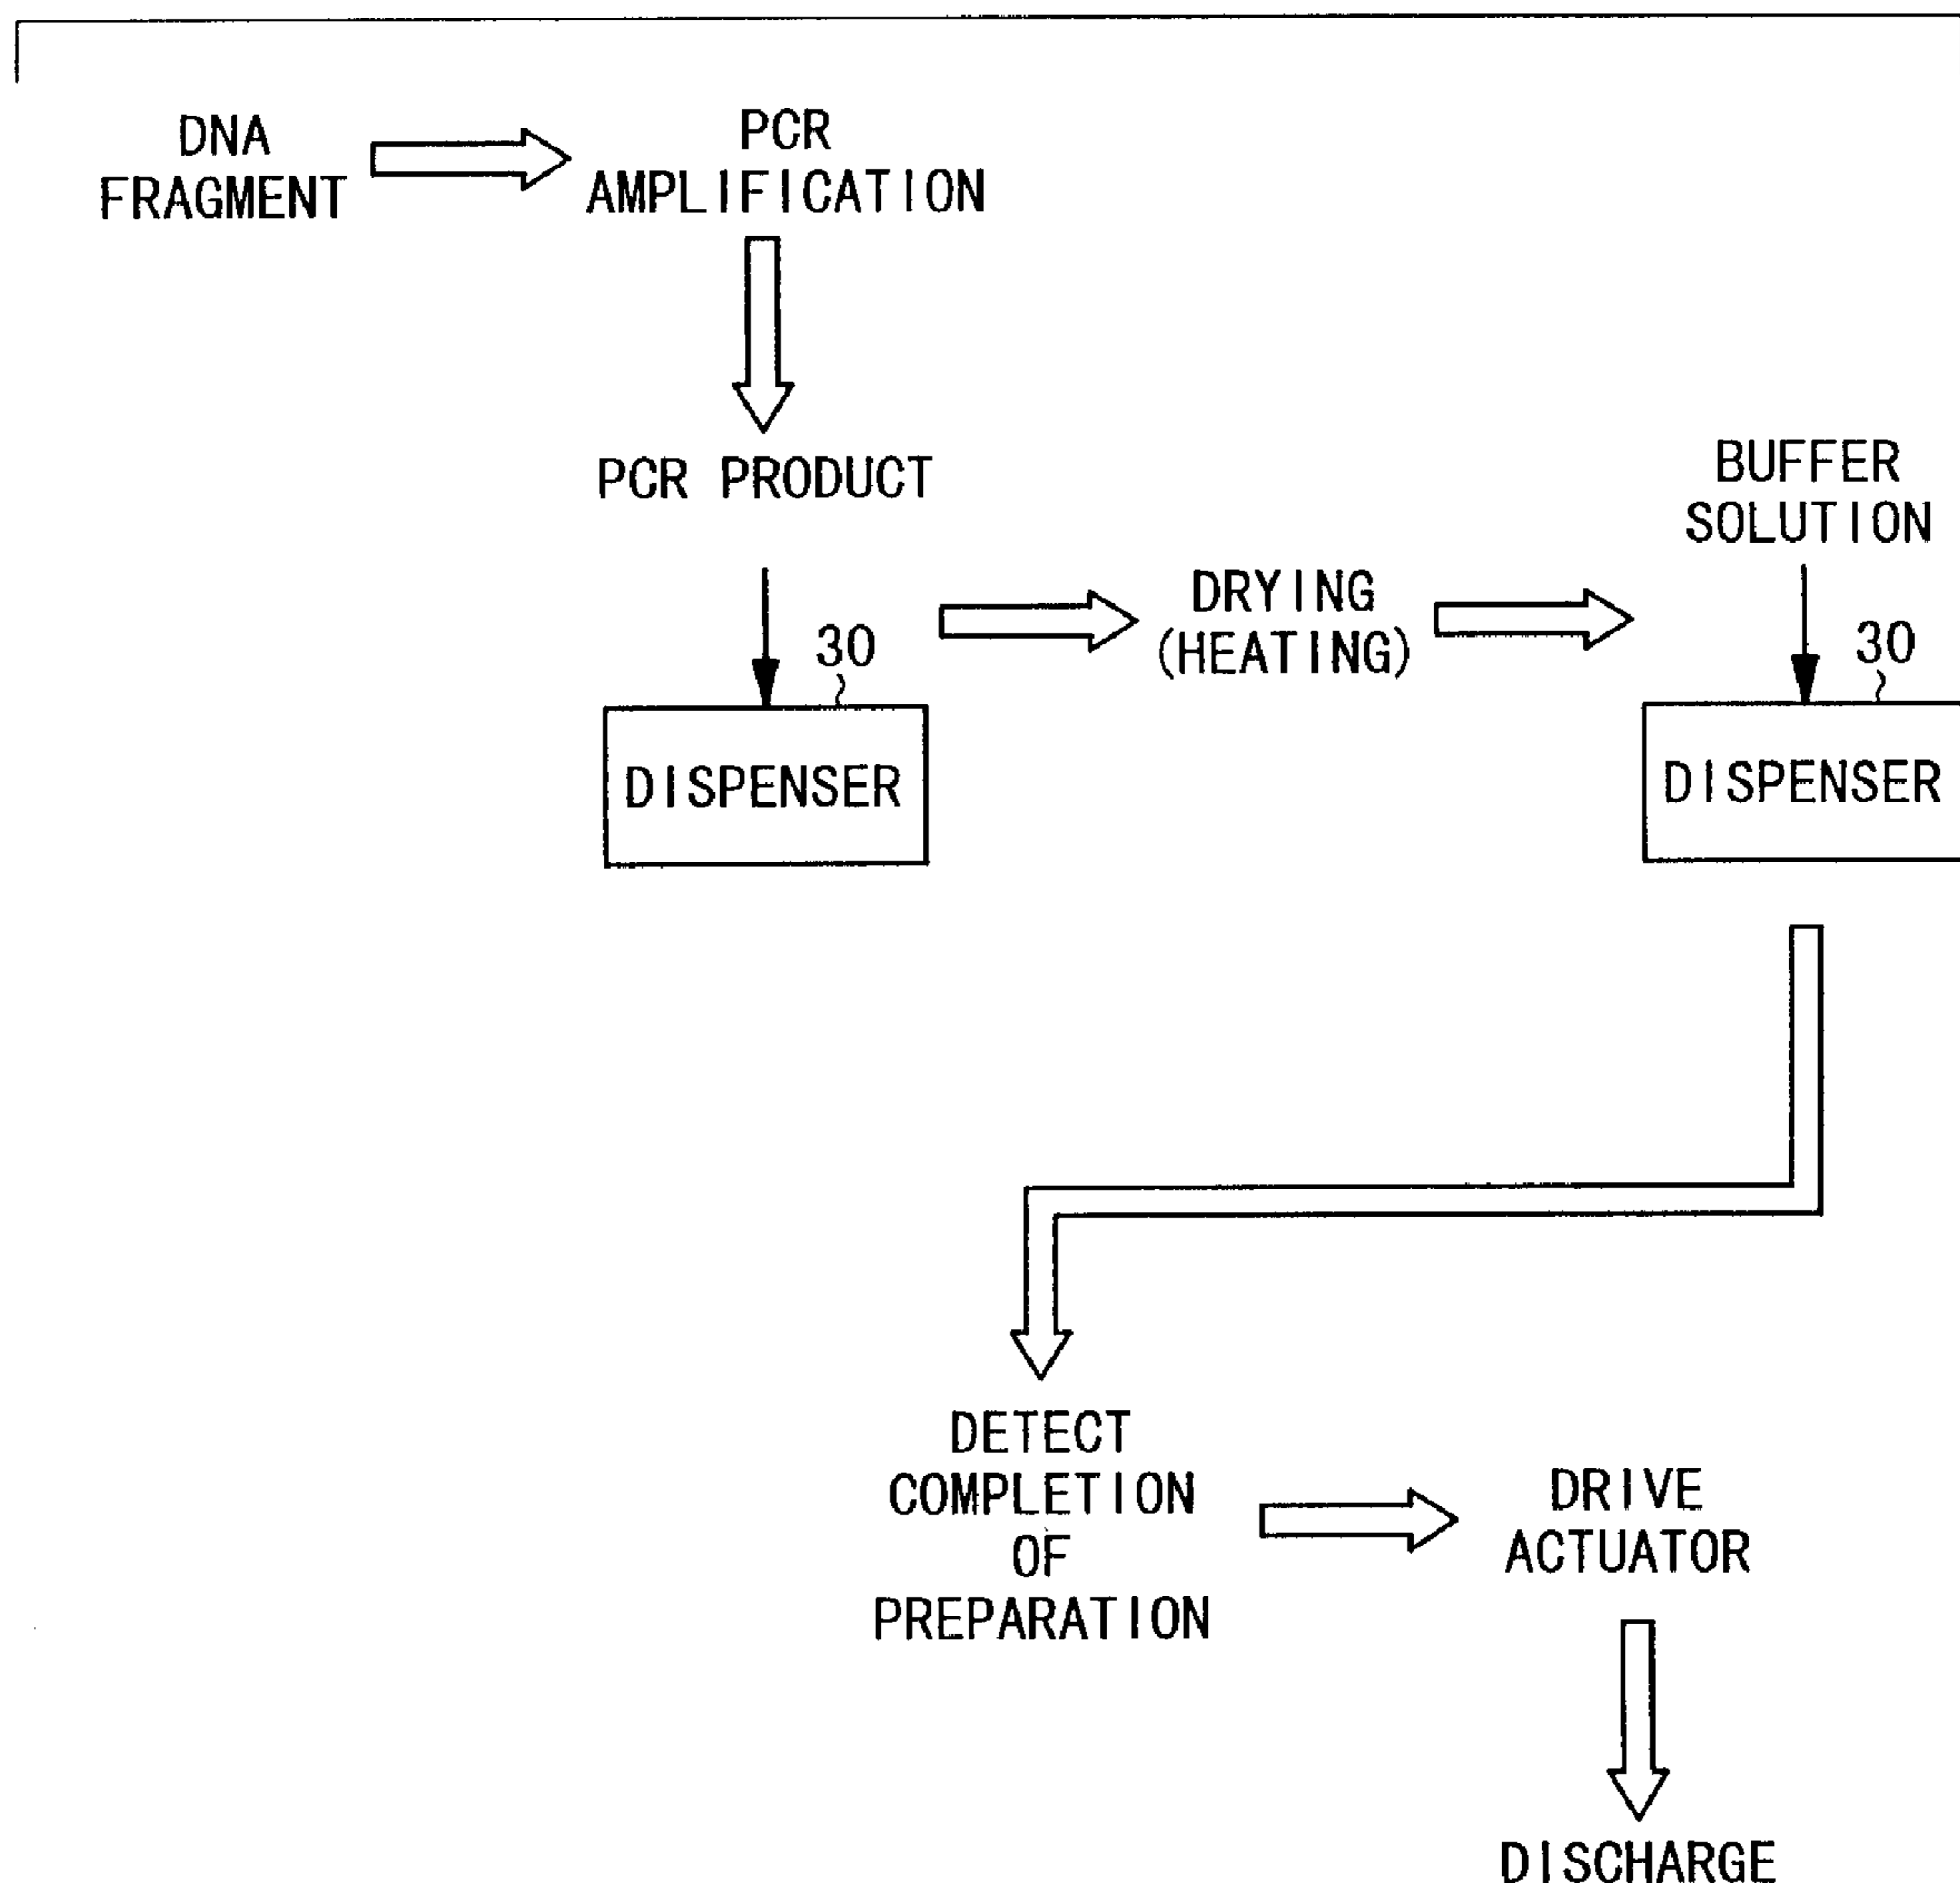 DNA
FRAGMENT
PCR
AMPLIFICATION
PCR PRODUCT
30
DISPENSER
DRYING
(HEATING)
BUFFER
SOLUTION
30
DISPENSER
DETECT
COMPLETION
OF
PREPARATION
DRIVE
ACTUATOR
DISCHARGE